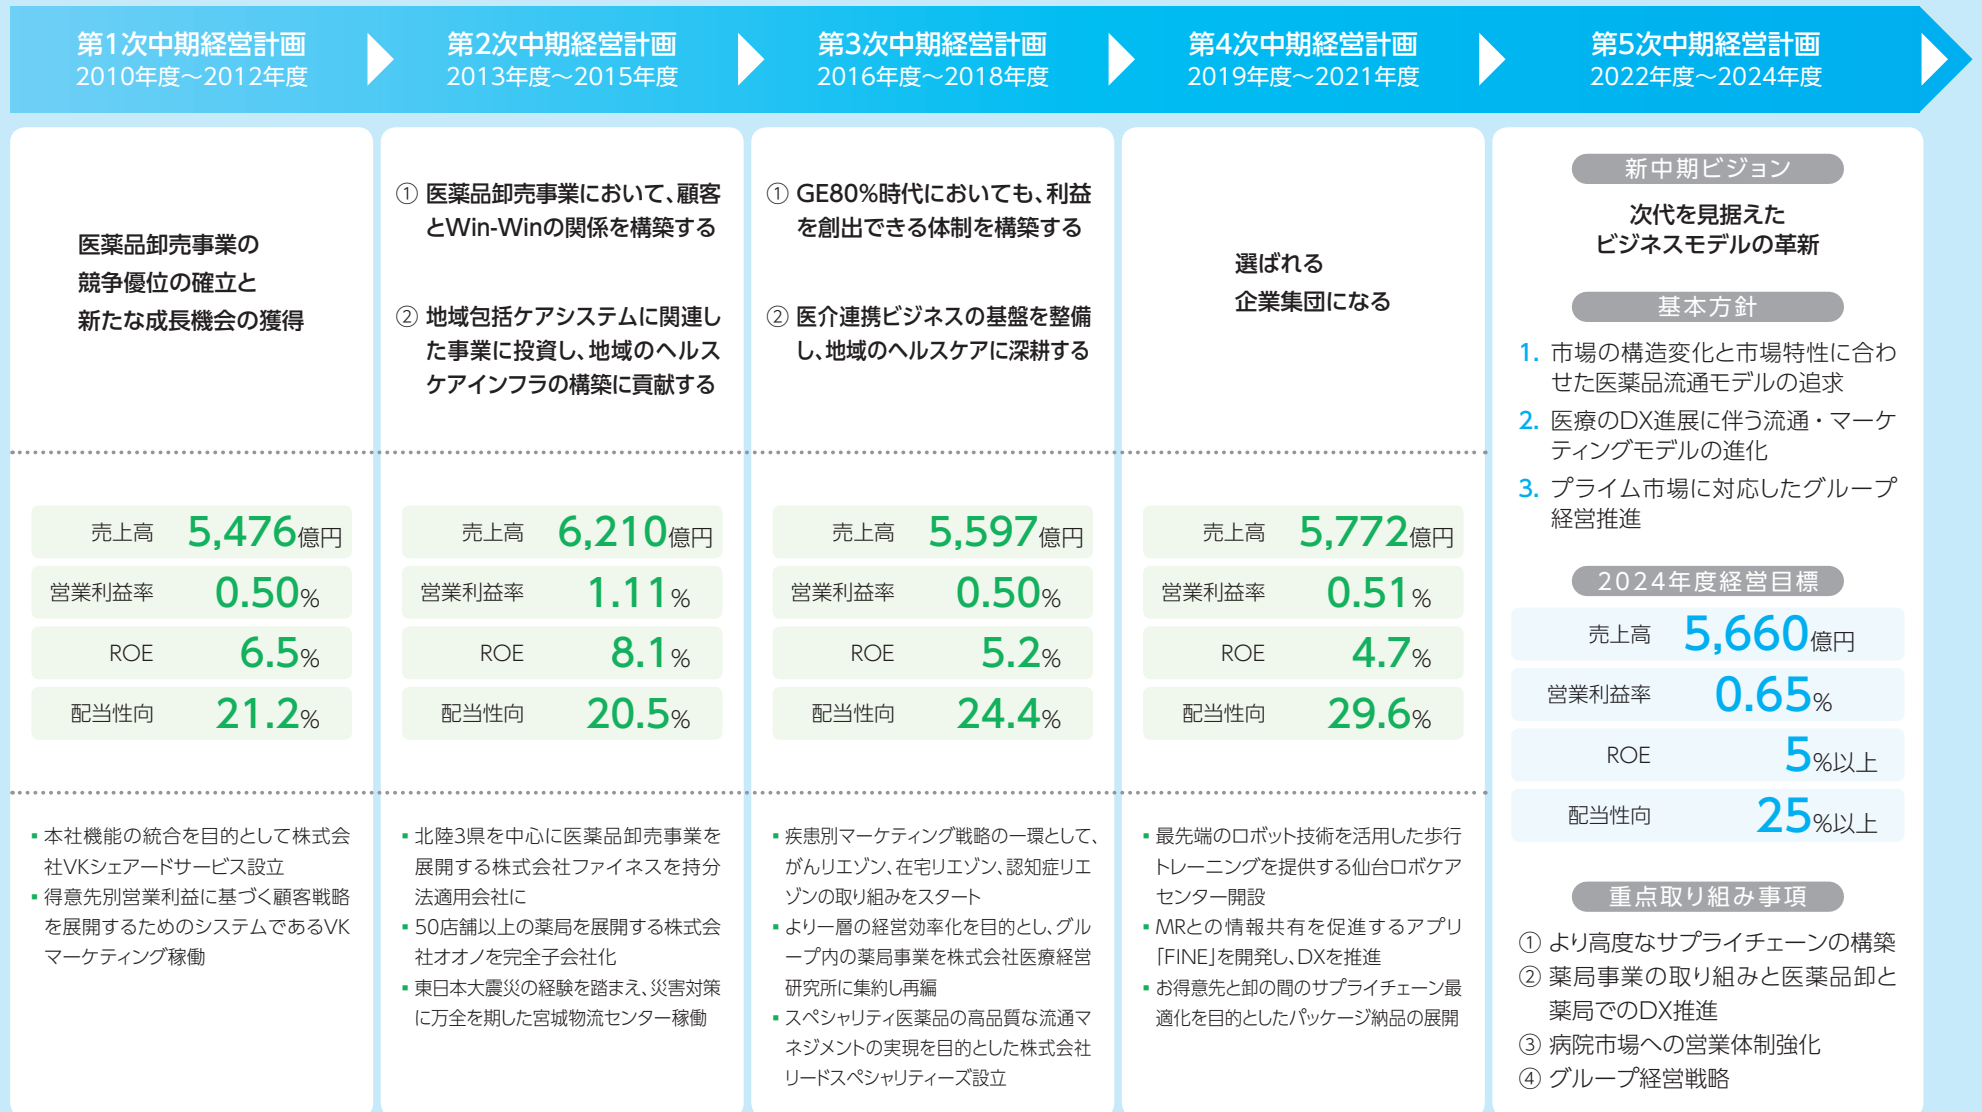 第1次中期経営計画
2010年度～2012年度
第2次中期経営計画
2013年度～2015年度
第3次中期経営計画
2016年度～2018年度
第4次中期経営計画
2019年度～2021年度
第5次中期経営計画
2022年度～2024年度
医薬品卸売事業の
競争優位の確立と
新たな成長機会の獲得
売上高 5,476億円
営業利益率 0.50%
ROE 6.5%
配当性向 21.2%
▪ 本社機能の統合を目的として株式会
社VKシェアードサービス設立
▪ 得意先別営業利益に基づく顧客戦略
を展開するためのシステムであるVK
マーケティング稼働
① 医薬品卸売事業において、顧客
とWin-Winの関係を構築する
② 地域包括ケアシステムに関連し
た事業に投資し、地域のヘルス
ケアインフラの構築に貢献する
売上高 6,210億円
営業利益率 1.11%
ROE 8.1%
配当性向 20.5%
▪ 北陸3県を中心に医薬品卸売事業を
展開する株式会社ファイネスを持分
法適用会社に
▪ 50店舗以上の薬局を展開する株式会
社オオノを完全子会社化
▪ 東日本大震災の経験を踏まえ、災害対策
に万全を期した宮城物流センター稼働
① GE80%時代においても、利益
を創出できる体制を構築する
② 医介連携ビジネスの基盤を整備
し、地域のヘルスケアに深耕する
売上高 5,597億円
営業利益率 0.50%
ROE 5.2%
配当性向 24.4%
▪ 疾患別マーケティング戦略の一環として、
がんリエゾン、在宅リエゾン、認知症リエ
ゾンの取り組みをスタート
▪ より一層の経営効率化を目的とし、グル
ープ内の薬局事業を株式会社医療経営
研究所に集約し再編
▪ スペシャリティ医薬品の高品質な流通マ
ネジメントの実現を目的とした株式会社
リードスペシャリティーズ設立
選ばれる
企業集団になる
売上高 5,772億円
営業利益率 0.51%
ROE 4.7%
配当性向 29.6%
▪ 最先端のロボット技術を活用した歩行
トレーニングを提供する仙台ロボケア
センター開設
▪ MRとの情報共有を促進するアプリ
「FINE」を開発し、DXを推進
▪ お得意先と卸の間のサプライチェーン最
適化を目的としたパッケージ納品の展開
新中期ビジョン
次代を見据えた
ビジネスモデルの革新
基本方針
1. 市場の構造変化と市場特性に合わ
せた医薬品流通モデルの追求
2. 医療のDX進展に伴う流通・マーケ
ティングモデルの進化
3. プライム市場に対応したグループ
経営推進
2024年度経営目標
売上高 5,660億円
営業利益率 0.65%
ROE 5%以上
配当性向 25%以上
重点取り組み事項
① より高度なサプライチェーンの構築
② 薬局事業の取り組みと医薬品卸と
薬局でのDX推進
③ 病院市場への営業体制強化
④ グループ経営戦略